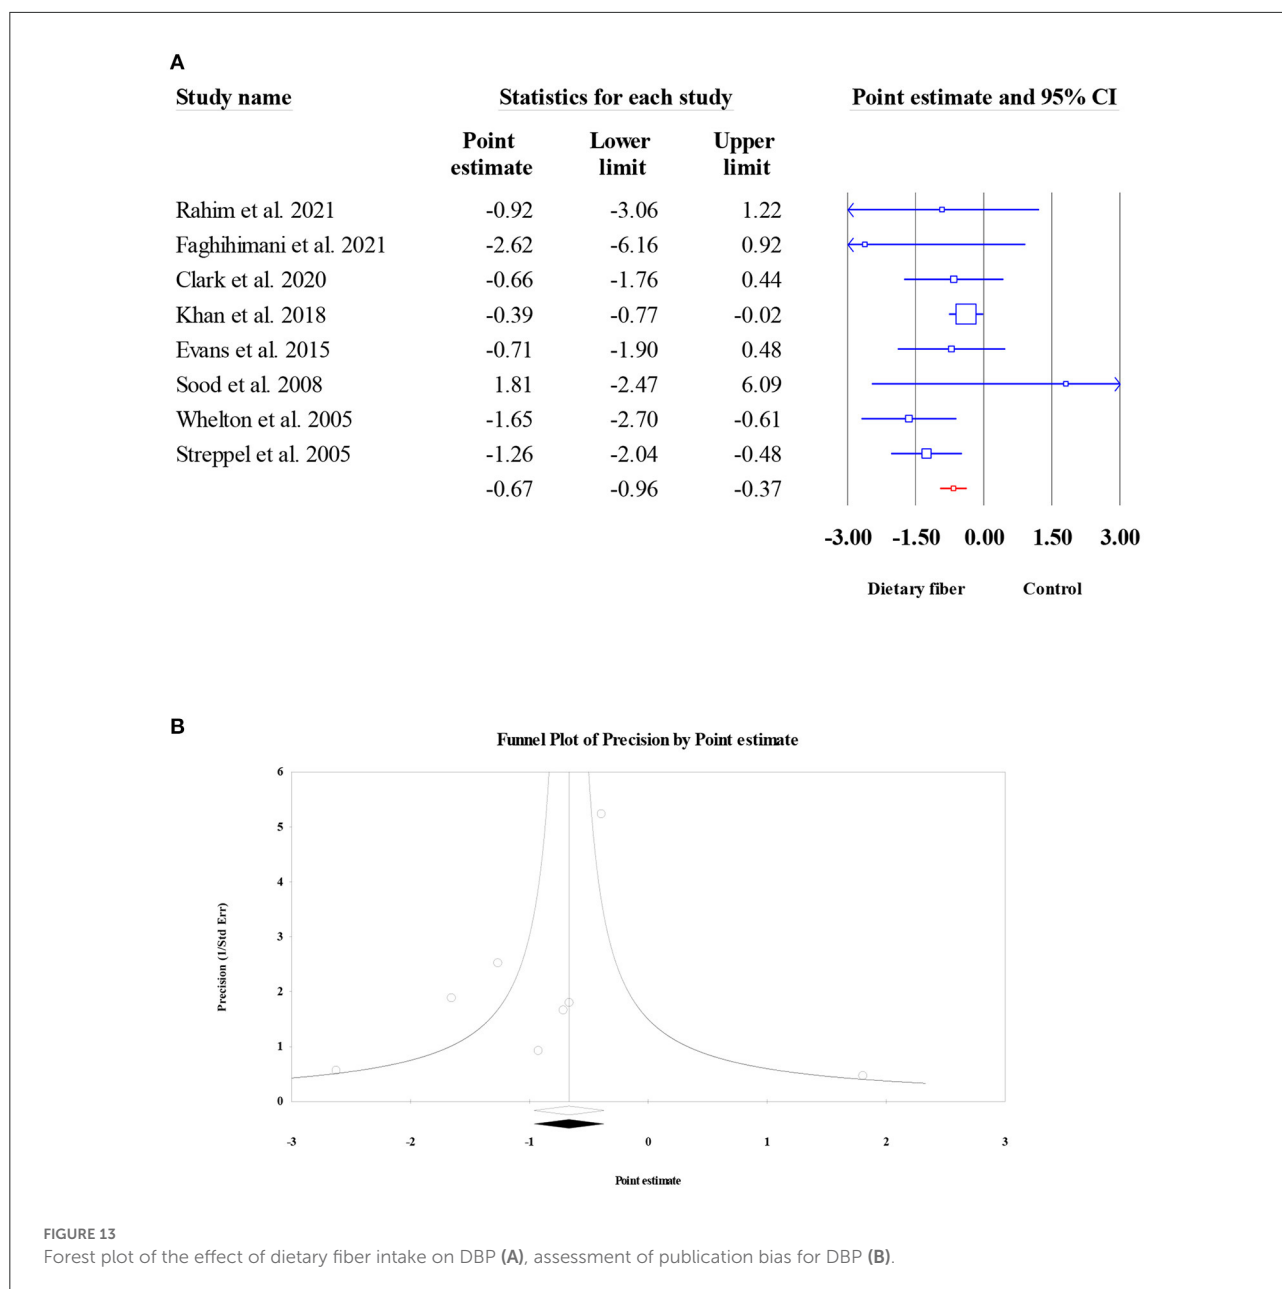 A
Study name Statistics for each study Point estimate and 95% CI
Point Lower Upper
estimate limit limit
Rahim et al. 2021 -0.92 -3.06 1.22
Faghihimani et al. 2021 -2.62 -6.16 0.92
Clark et al. 2020 -0.66 -1.76 0.44
Khan et al. 2018 -0.39 -0.77 -0.02
Evans et al. 2015 -0.71 -1.90 0.48
Sood et al. 2008 1.81 -2.47 6.09
Whelton et al. 2005 -1.65 -2.70 -0.61
Streppel et al. 2005 -1.26 -2.04 -0.48
-0.67 -0.96 -0.37
-3.00 -1.50 0.00 1.50 3.00
Dietary fiber Control
B
Funnel Plot of Precision by Point estimate
6
5
4
3
2
1
0
Precision (1/Std Err)
-3 -2 -1 0 1 2 3
Point estimate
FIGURE 13
Forest plot of the effect of dietary fiber intake on DBP (A), assessment of publication bias for DBP (B).